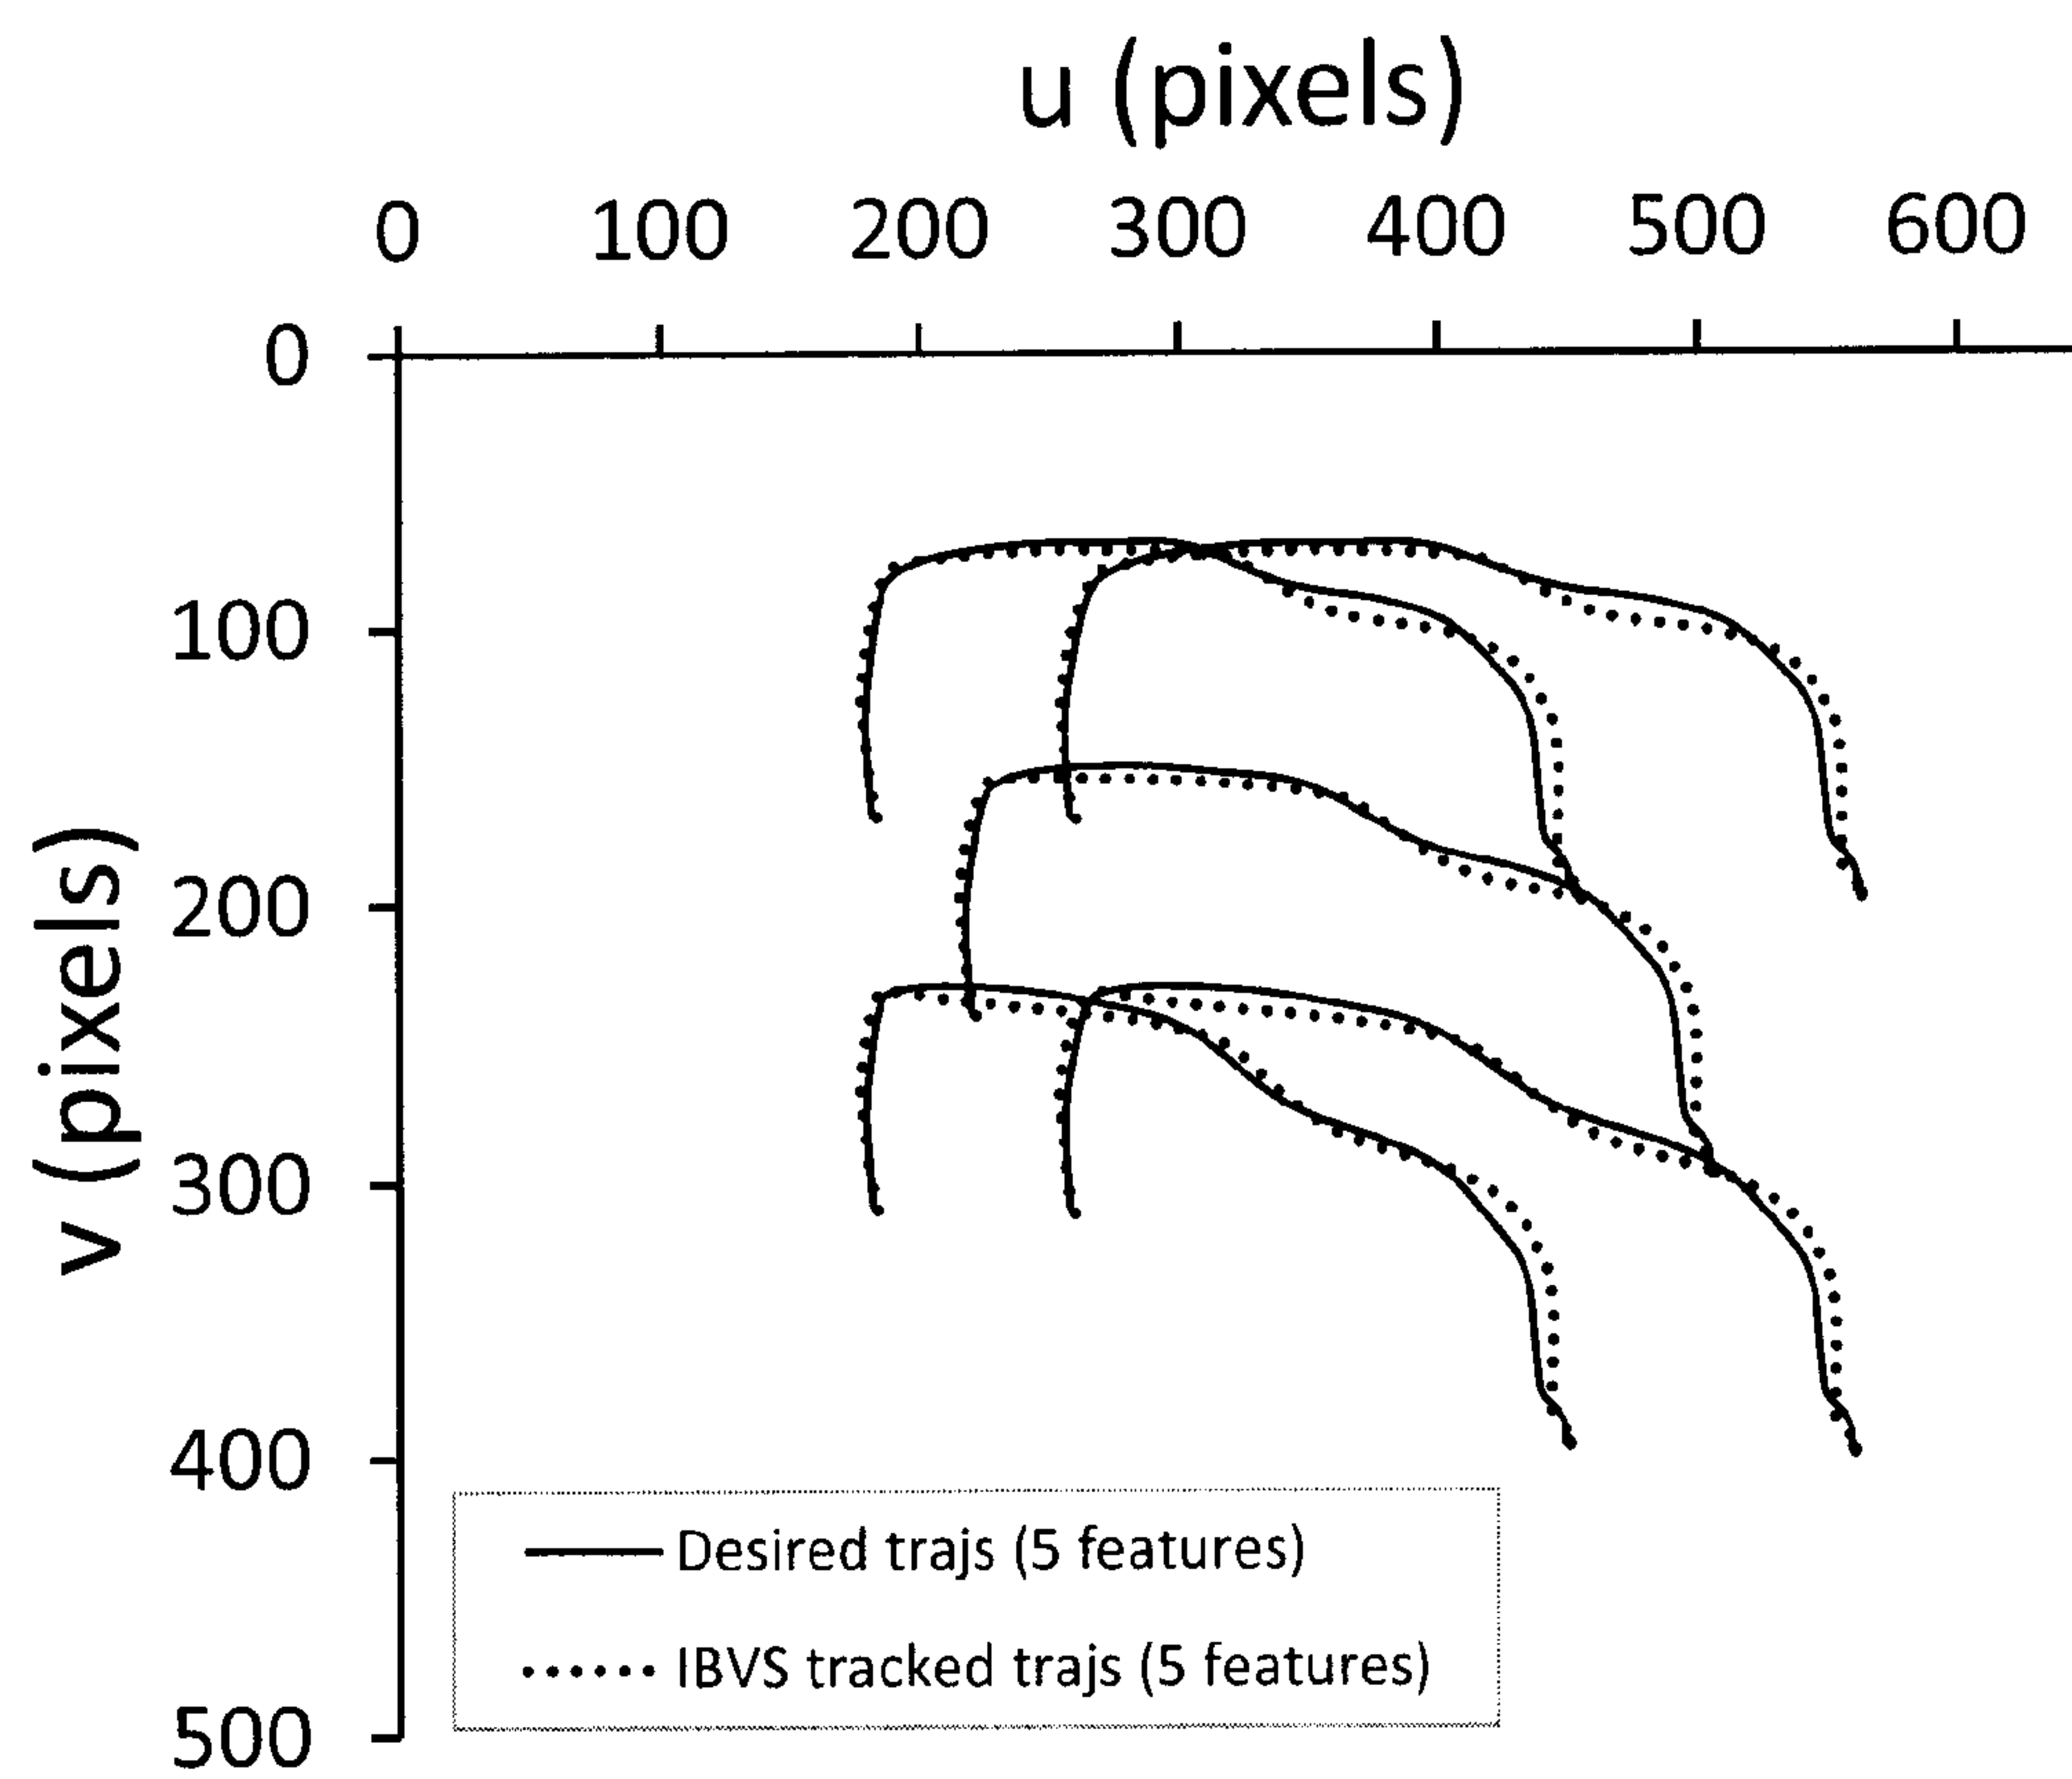 u (pixels)
0 100 200 300 400 500 600
0
100
200
300
400
500
v (pixels)
Desired trajs (5 features)
IBVS tracked trajs (5 features)